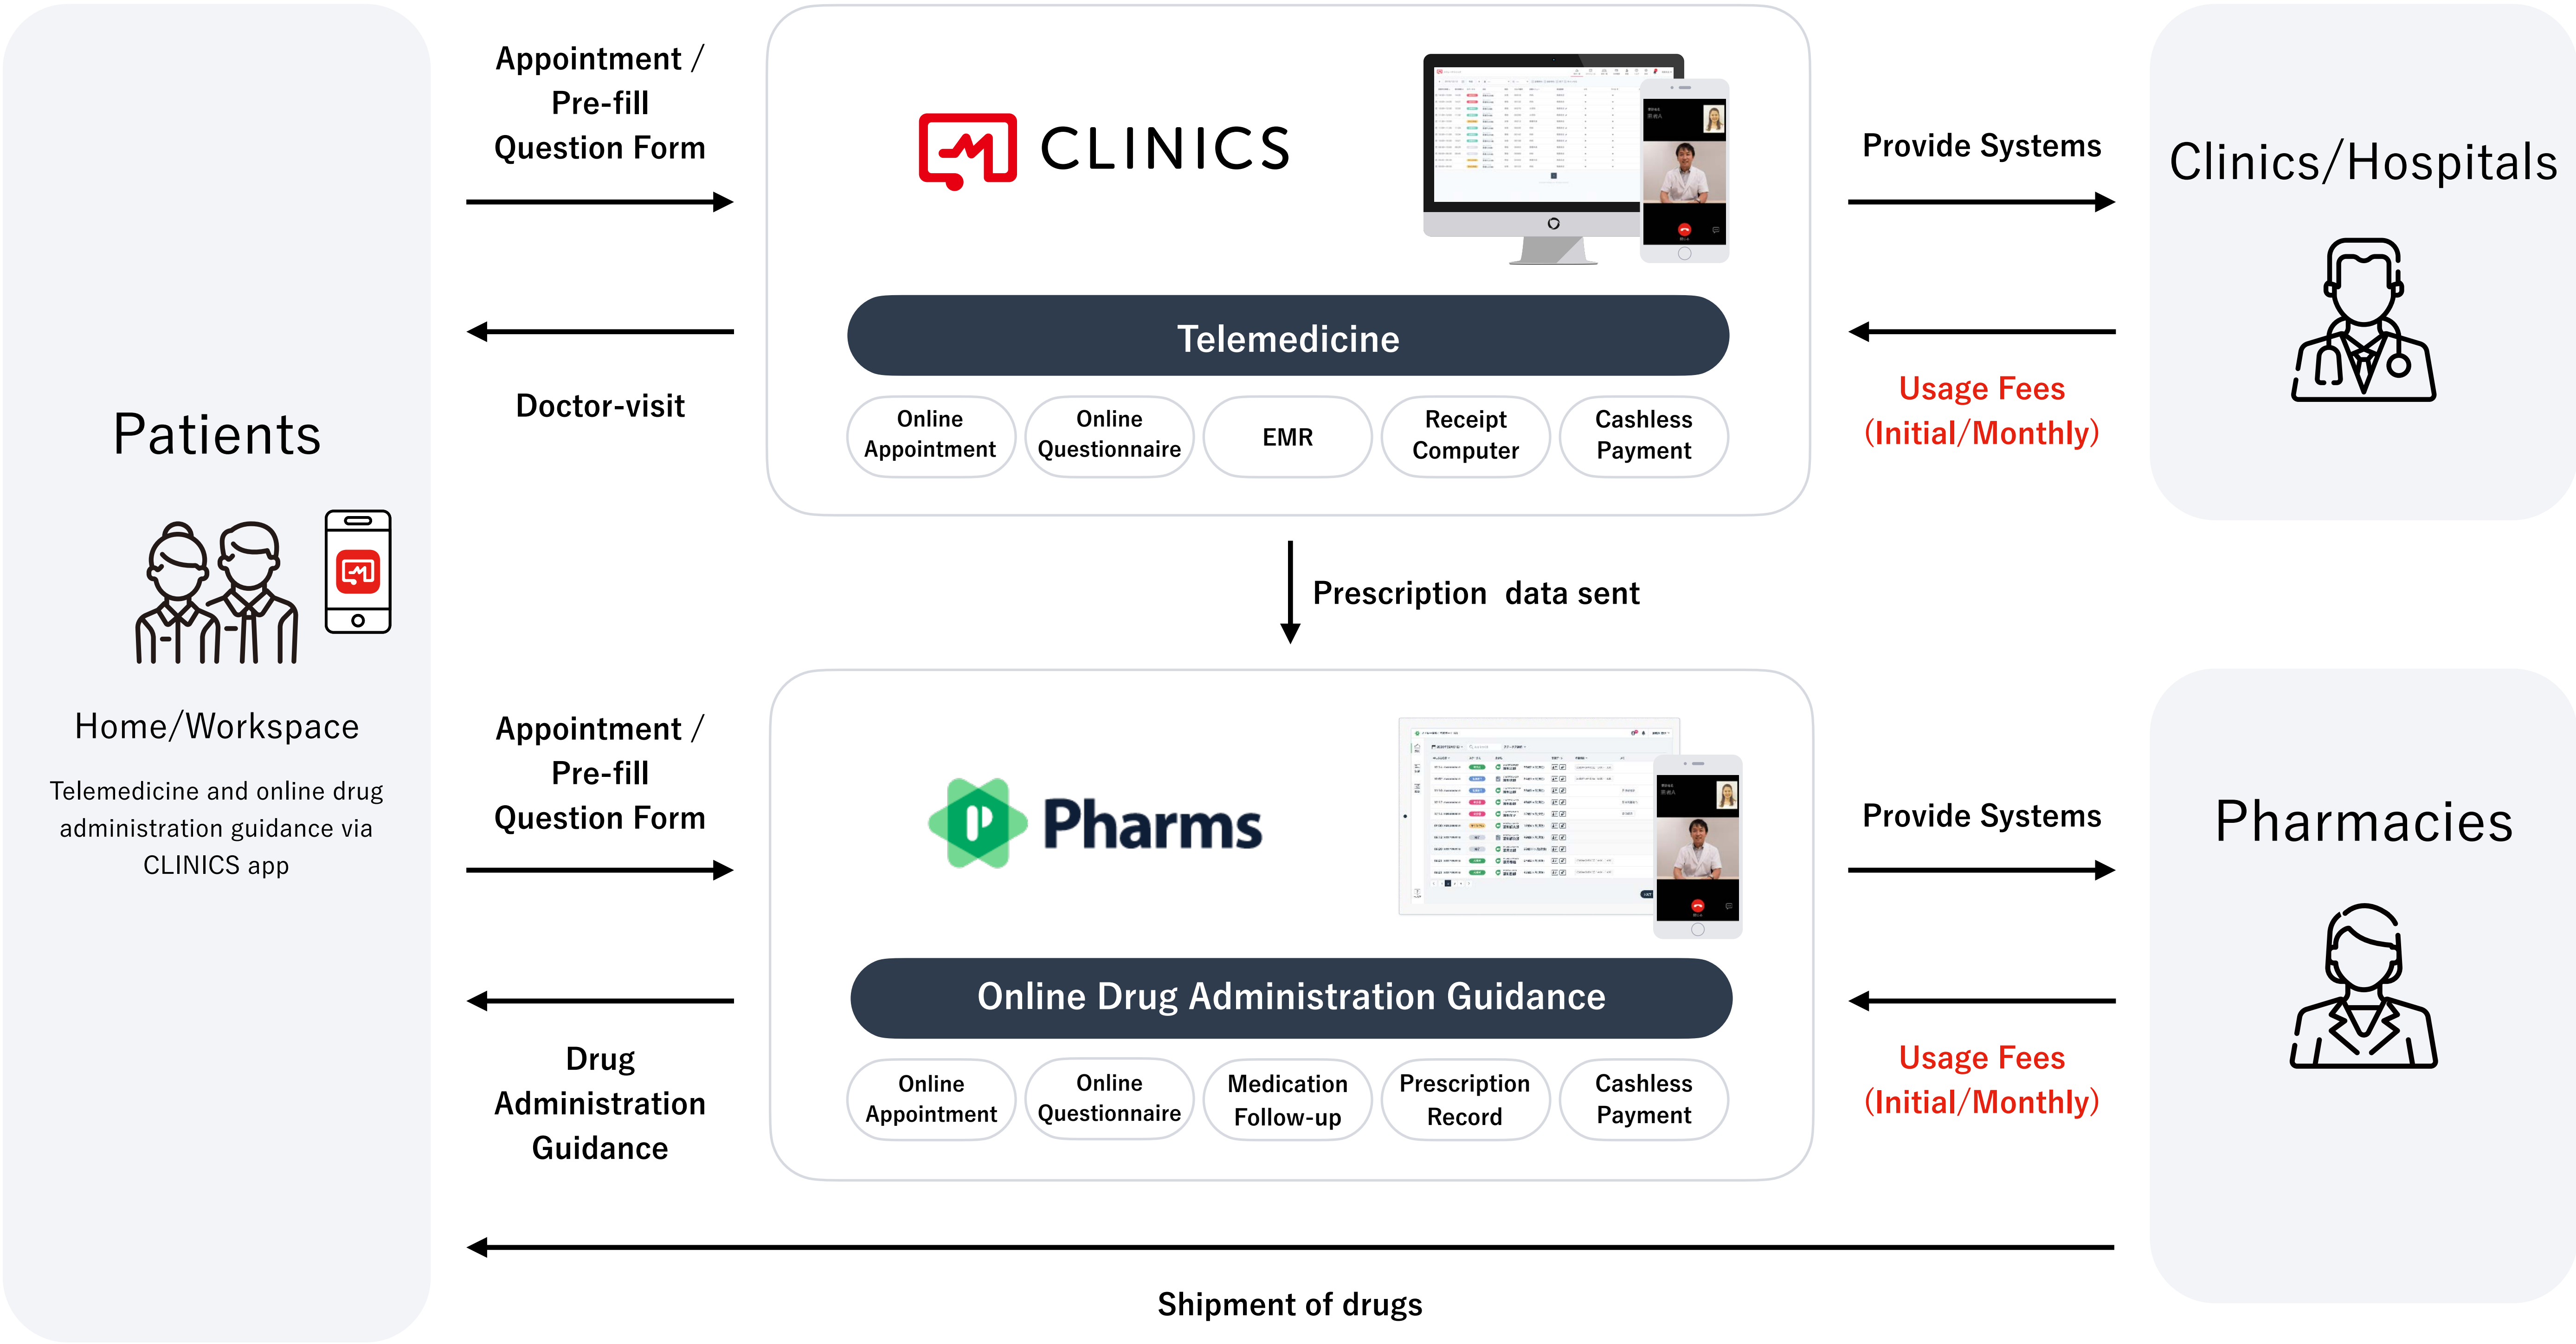 Patients
Home/Workspace
Telemedicine and online drug
administration guidance via
CLINICS app
Appointment /
Pre-fill
Question Form
Doctor-visit
CLINICS
Telemedicine
Online
Appointment
Online
Questionnaire
EMR
Receipt
Computer
Cashless
Payment
Provide Systems
Usage Fees
(Initial/Monthly)
Clinics/Hospitals
Prescription data sent
Appointment /
Pre-fill
Question Form
Drug
Administration
Guidance
Pharms
Online Drug Administration Guidance
Online
Appointment
Online
Questionnaire
Medication
Follow-up
Prescription
Record
Cashless
Payment
Provide Systems
Usage Fees
(Initial/Monthly)
Pharmacies
Shipment of drugs